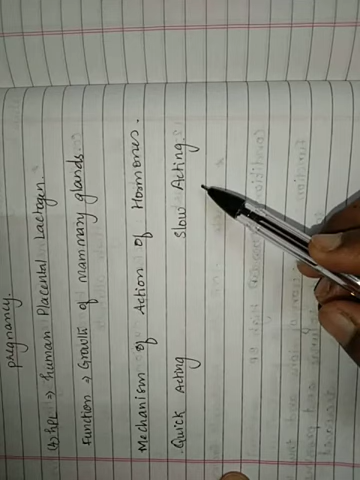 pregnancy.
(4) hPL ⇒ human Placental Lactogen.
Function → Growth of mammary glands.
Mechanism of Action of Hormones.
Quick Acting Slow Acting.